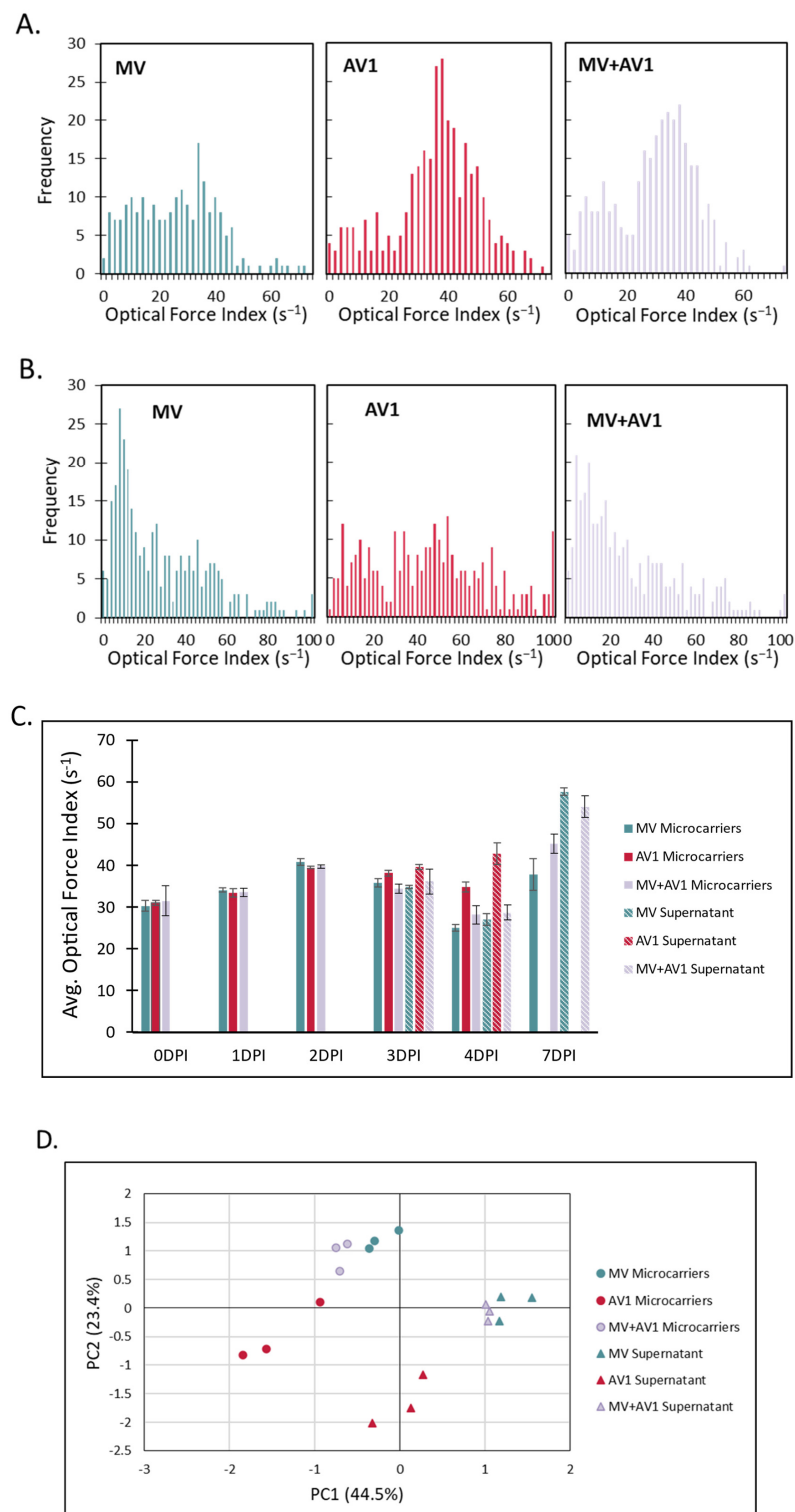 A.
MV
AV1
MV+AV1
Frequency
30
25
20
15
10
5
0
0 20 40 60
0 20 40 60
0 20 40 60
Optical Force Index (s⁻¹)
Optical Force Index (s⁻¹)
Optical Force Index (s⁻¹)
B.
MV
AV1
MV+AV1
Frequency
30
25
20
15
10
5
0
0 20 40 60 80 100
0 20 40 60 80 100
0 20 40 60 80 100
Optical Force Index (s⁻¹)
Optical Force Index (s⁻¹)
Optical Force Index (s⁻¹)
C.
Avg. Optical Force Index (s⁻¹)
70
60
50
40
30
20
10
0
0DPI 1DPI 2DPI 3DPI 4DPI 7DPI
MV Microcarriers
AV1 Microcarriers
MV+AV1 Microcarriers
MV Supernatant
AV1 Supernatant
MV+AV1 Supernatant
D.
PC2 (23.4%)
2
1.5
1
0.5
0
-0.5
-1
-1.5
-2
-2.5
-3 -2 -1 0 1 2
PC1 (44.5%)
MV Microcarriers
AV1 Microcarriers
MV+AV1 Microcarriers
MV Supernatant
AV1 Supernatant
MV+AV1 Supernatant